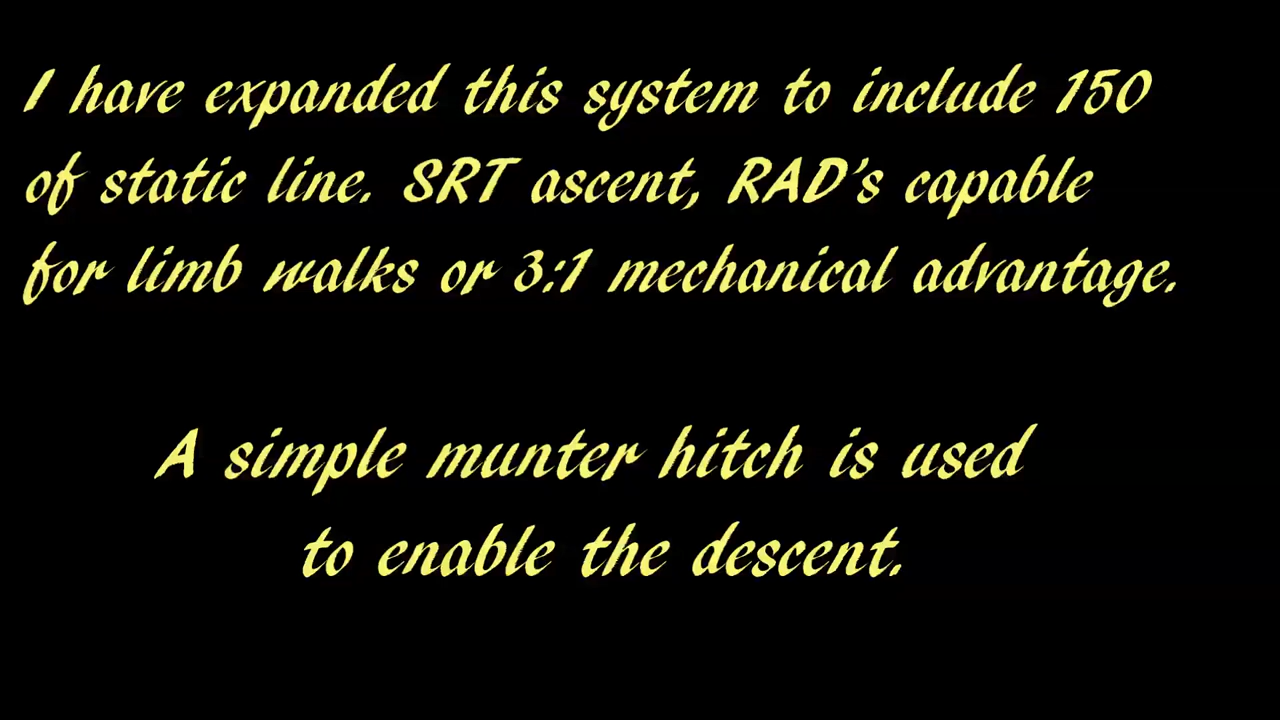 I have expanded this system to include 150
of static line. SRT ascent, RAD's capable
for limb walks or 3:1 mechanical advantage.
A simple munter hitch is used
to enable the descent.